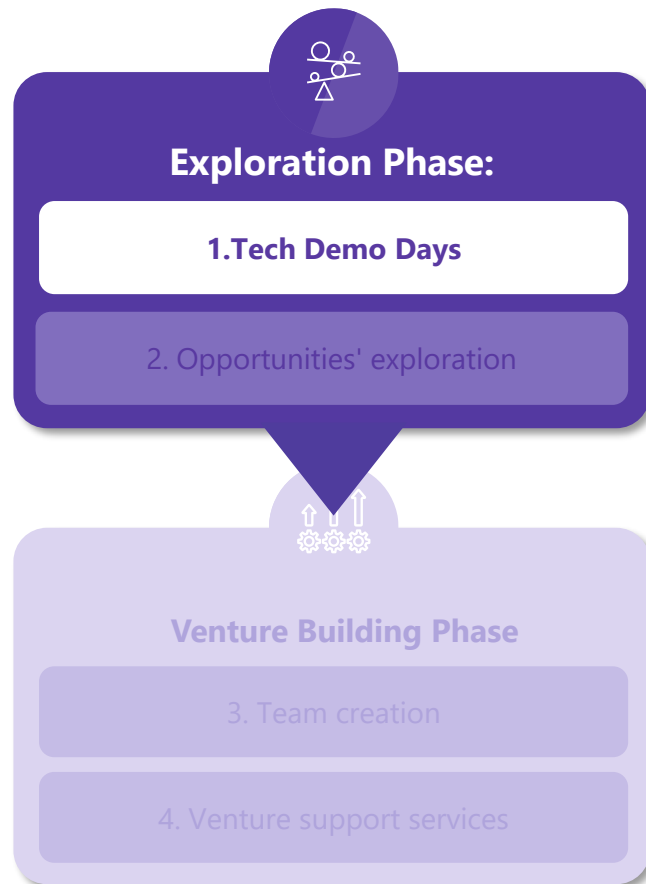 Exploration Phase:
1.Tech Demo Days
2. Opportunities' exploration
Venture Building Phase
3. Team creation
4. Venture support services